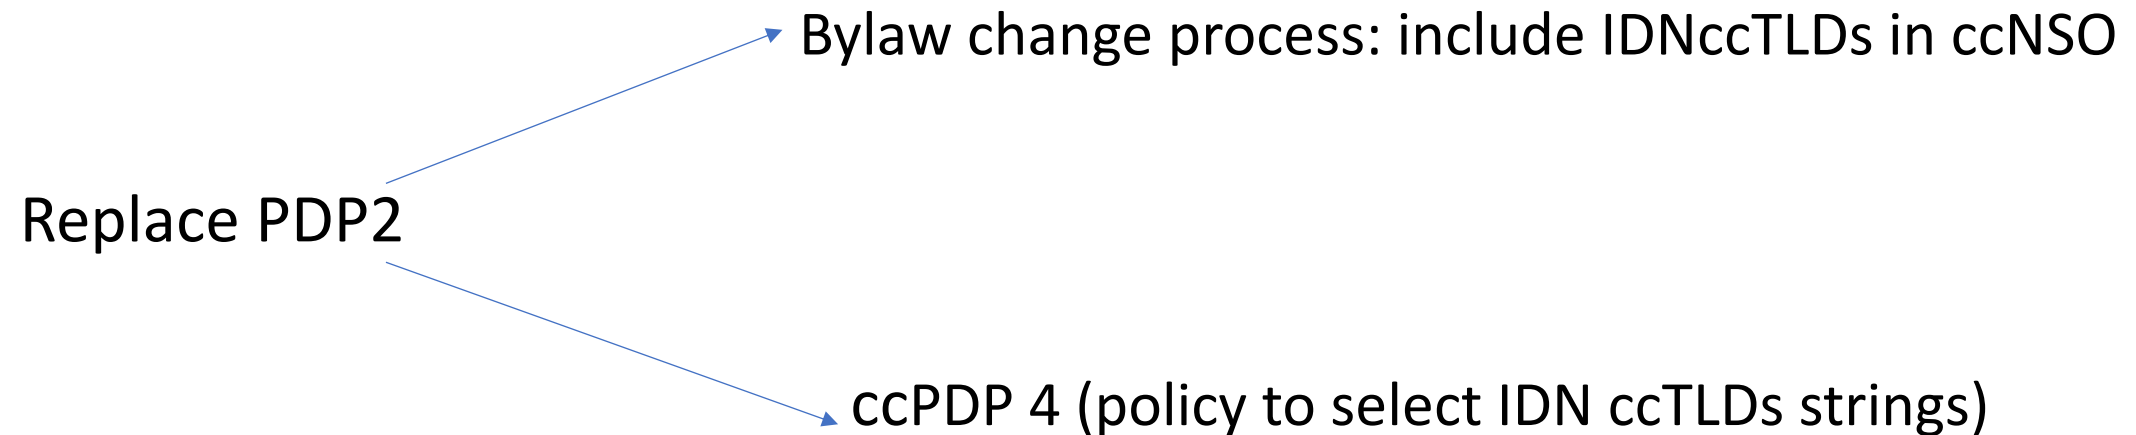 Bylaw change process: include IDNccTLDs in ccNSO
Replace PDP2
ccPDP 4 (policy to select IDN ccTLDs strings)